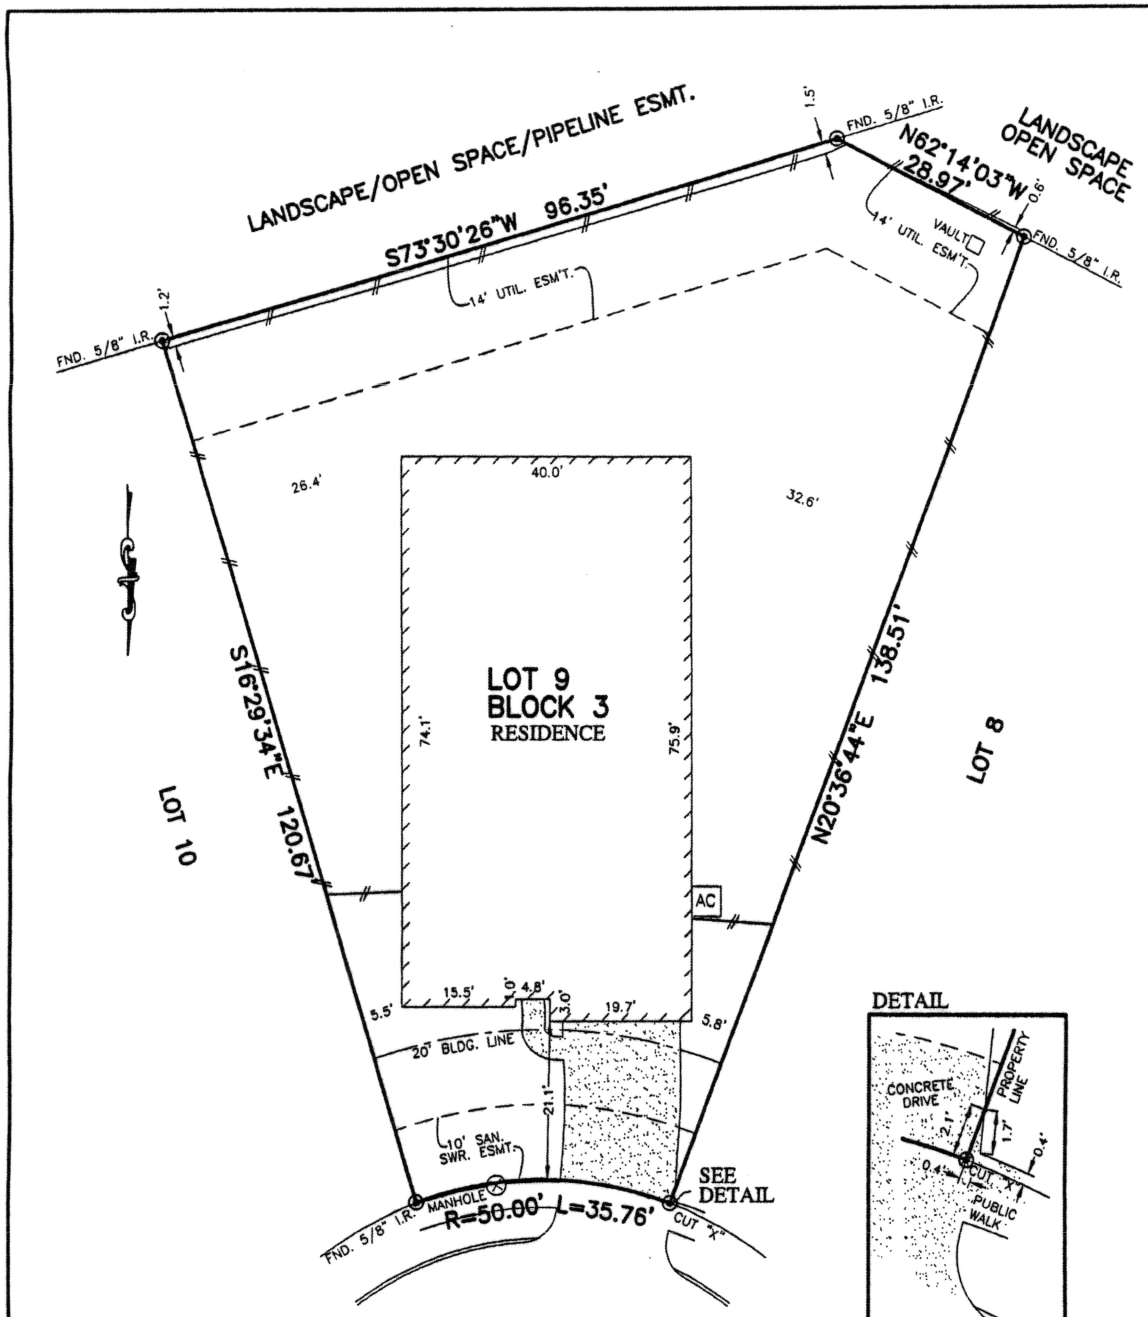 LANDSCAPE/OPEN SPACE/PIPELINE ESMT.
1.5'
FND. 5/8" I.R.
LANDSCAPE
OPEN SPACE
N62°14'03"W
28.97'
0.6'
S73°30'26"W 96.35'
14' UTIL. ESM'T.
VAULT
14' UTIL. ESM'T.
FND. 5/8" I.R.
1.2'
FND. 5/8" I.R.
26.4'
40.0'
32.6'
S16°29'34"E 120.67'
74.1'
LOT 9
BLOCK 3
RESIDENCE
75.9'
N20°36'44"E 138.51'
LOT 8
LOT 10
AC
15.5'
1.0'
4.8'
3.0'
19.7'
5.5'
5.8'
20' BLDG. LINE
21.1'
10' SAN.
SWR. ESMT.
MANHOLE
R=50.00' L=35.76'
FND. 5/8" I.R.
CUT "X"
SEE
DETAIL
DETAIL
CONCRETE
DRIVE
PROPERTY
LINE
2.1'
1.7'
0.4'
0.4'
CUT "X"
PUBLIC
WALK